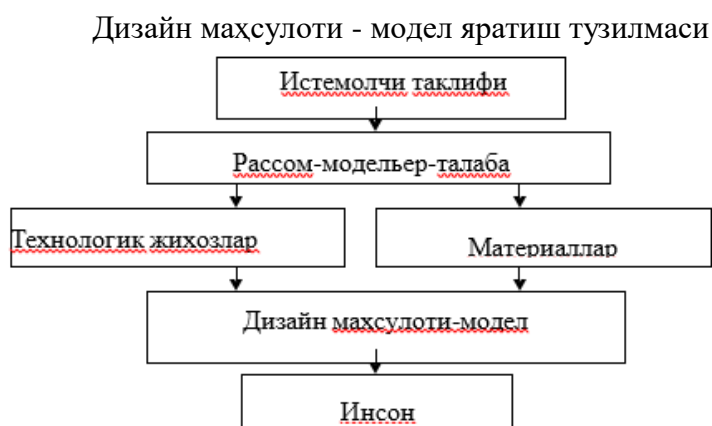 Дизайн маҳсулоти - модел яратиш тузилмаси
Истемолчи таклифи
Рассом-модельер-талаба
Технологик жихозлар
Материаллар
Дизайн махсулоти-модел
Инсон